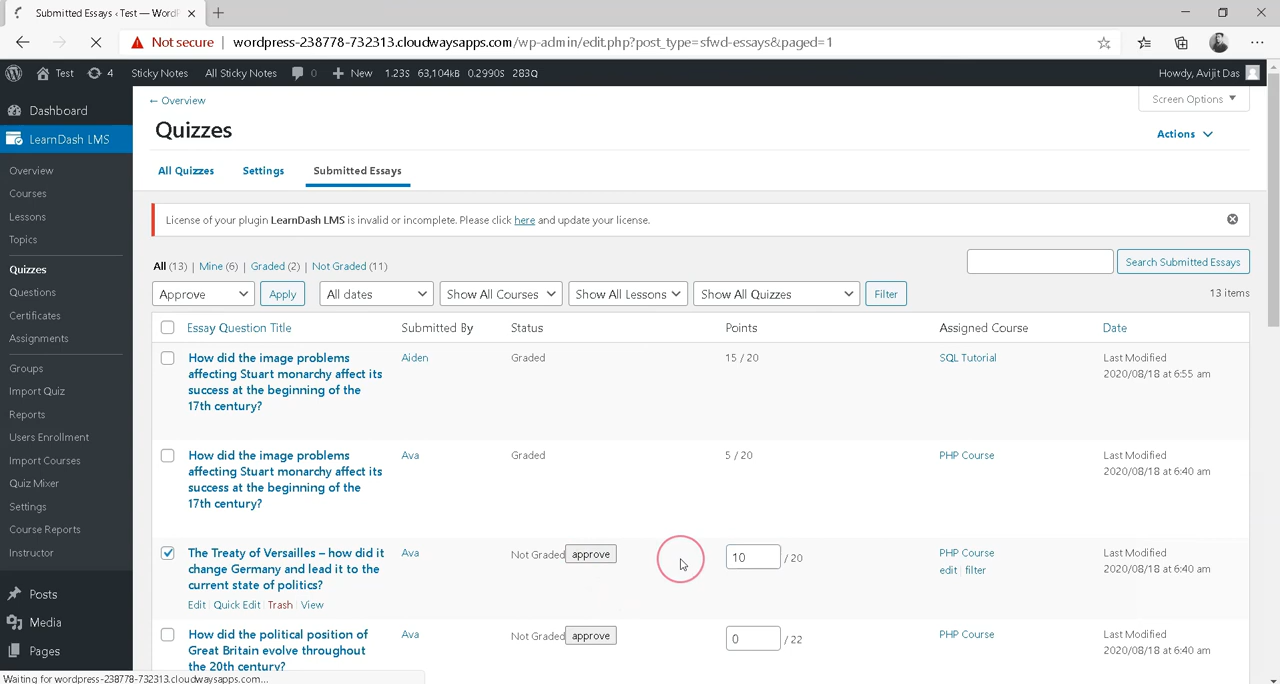 Submitted Essays ‹ Test — WordP
Not secure | wordpress-238778-732313.cloudwaysapps.com/wp-admin/edit.php?post_type=sfwd-essays&paged=1
Test 4 Sticky Notes All Sticky Notes 0 New 1.23S 63,104kB 0.2990S 283Q Howdy, Avijit Das
Dashboard
LearnDash LMS
Overview
Courses
Lessons
Topics
Quizzes
Questions
Certificates
Assignments
Groups
Import Quiz
Reports
Users Enrollment
Import Courses
Quiz Mixer
Settings
Course Reports
Instructor
Posts
Media
Pages
← Overview
Screen Options
Quizzes
Actions
All Quizzes Settings Submitted Essays
License of your plugin LearnDash LMS is invalid or incomplete. Please click here and update your license.
All (13) | Mine (6) | Graded (2) | Not Graded (11)
Search Submitted Essays
Approve Apply All dates Show All Courses Show All Lessons Show All Quizzes Filter
13 items
Essay Question Title Submitted By Status Points Assigned Course Date
How did the image problems Aiden Graded 15 / 20 SQL Tutorial Last Modified
affecting Stuart monarchy affect its 2020/08/18 at 6:55 am
success at the beginning of the
17th century?
How did the image problems Ava Graded 5 / 20 PHP Course Last Modified
affecting Stuart monarchy affect its 2020/08/18 at 6:40 am
success at the beginning of the
17th century?
The Treaty of Versailles – how did it Ava Not Graded approve 10 / 20 PHP Course Last Modified
change Germany and lead it to the edit | filter 2020/08/18 at 6:40 am
current state of politics?
Edit | Quick Edit | Trash | View
How did the political position of Ava Not Graded approve 0 / 22 PHP Course Last Modified
Great Britain evolve throughout 2020/08/18 at 6:40 am
the 20th century?
Waiting for wordpress-238778-732313.cloudwaysapps.com...